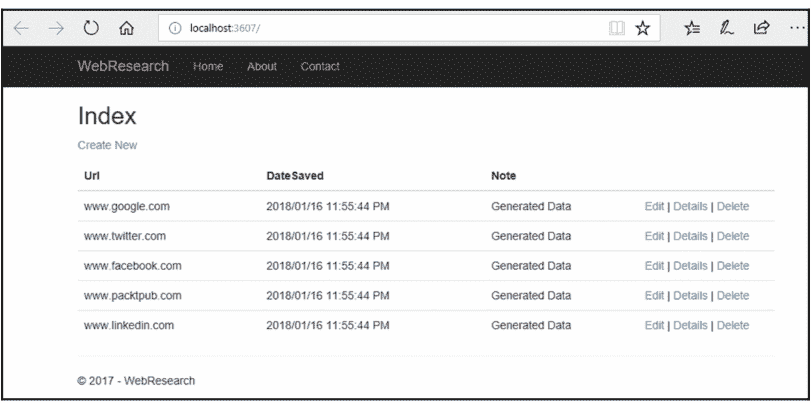 localhost:3607/
WebResearch Home About Contact
Index
Create New
Url DateSaved Note
www.google.com 2018/01/16 11:55:44 PM Generated Data Edit | Details | Delete
www.twitter.com 2018/01/16 11:55:44 PM Generated Data Edit | Details | Delete
www.facebook.com 2018/01/16 11:55:44 PM Generated Data Edit | Details | Delete
www.packtpub.com 2018/01/16 11:55:44 PM Generated Data Edit | Details | Delete
www.linkedin.com 2018/01/16 11:55:44 PM Generated Data Edit | Details | Delete
© 2017 - WebResearch